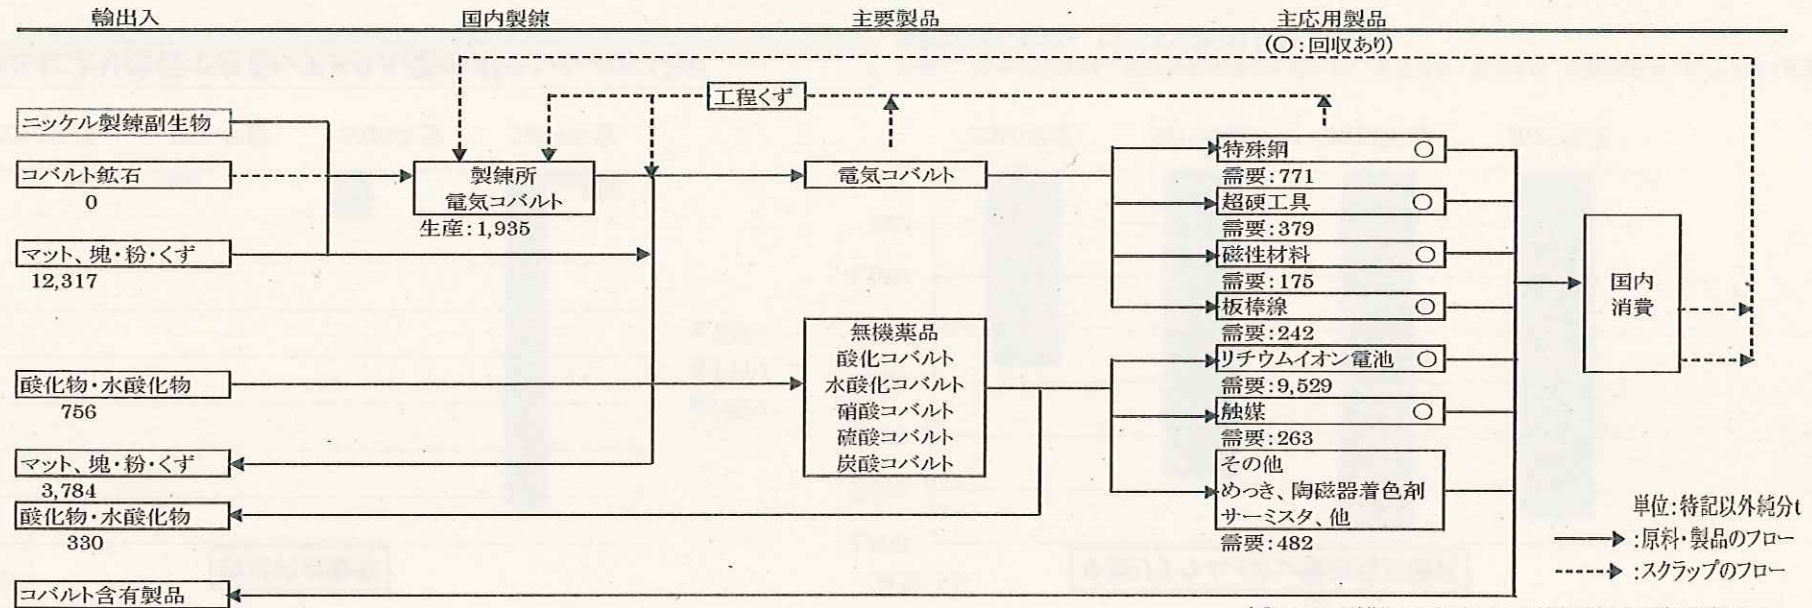 輸出入
国内製錬
主要製品
主応用製品
(○:回収あり)
工程くず
ニッケル製錬副生物
コバルト鉱石
0
マット、塊・粉・くず
12,317
製錬所
電気コバルト
生産:1,935
電気コバルト
特殊鋼 ○
需要:771
超硬工具 ○
需要:379
磁性材料 ○
需要:175
板棒線 ○
需要:242
リチウムイオン電池 ○
需要:9,529
触媒 ○
需要:263
その他
めっき、陶磁器着色剤
サーミスタ、他
需要:482
国内
消費
無機薬品
酸化コバルト
水酸化コバルト
硝酸コバルト
硫酸コバルト
炭酸コバルト
酸化物・水酸化物
756
マット、塊・粉・くず
3,784
酸化物・水酸化物
330
コバルト含有製品
単位:特記以外純分t
:原料・製品のフロー
:スクラップのフロー